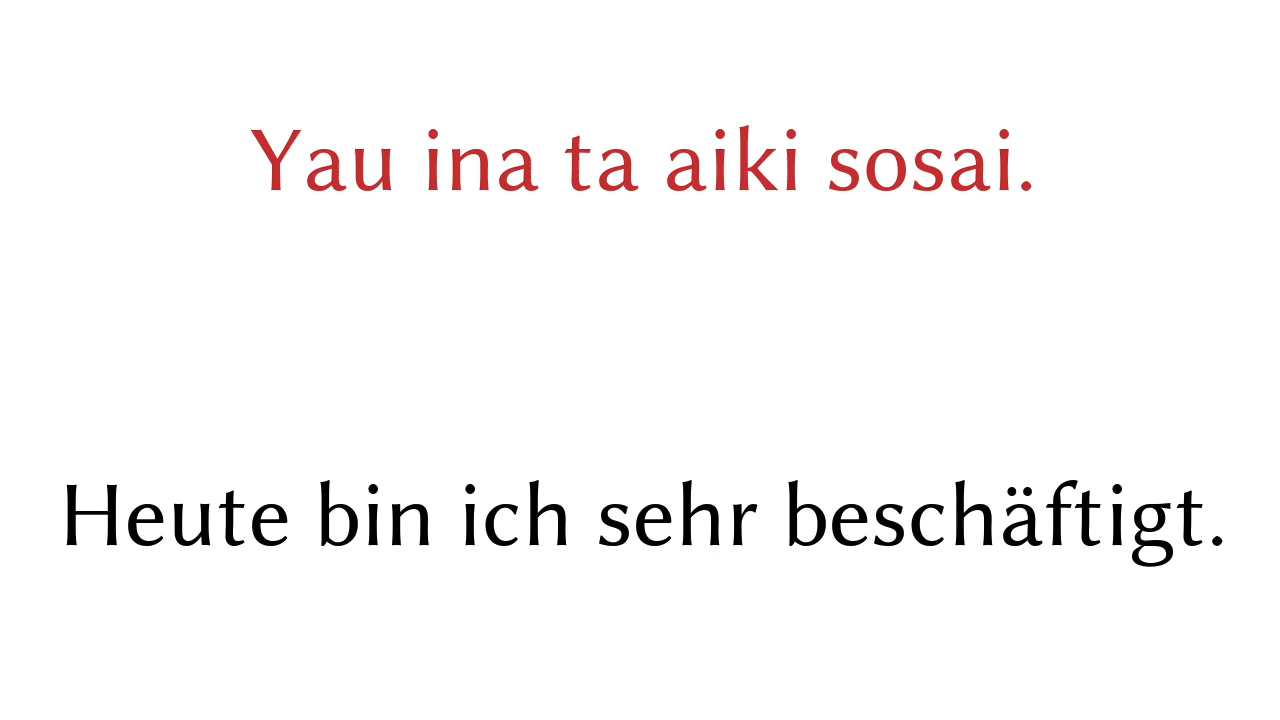 Yau ina ta aiki sosai.
Heute bin ich sehr beschäftigt.